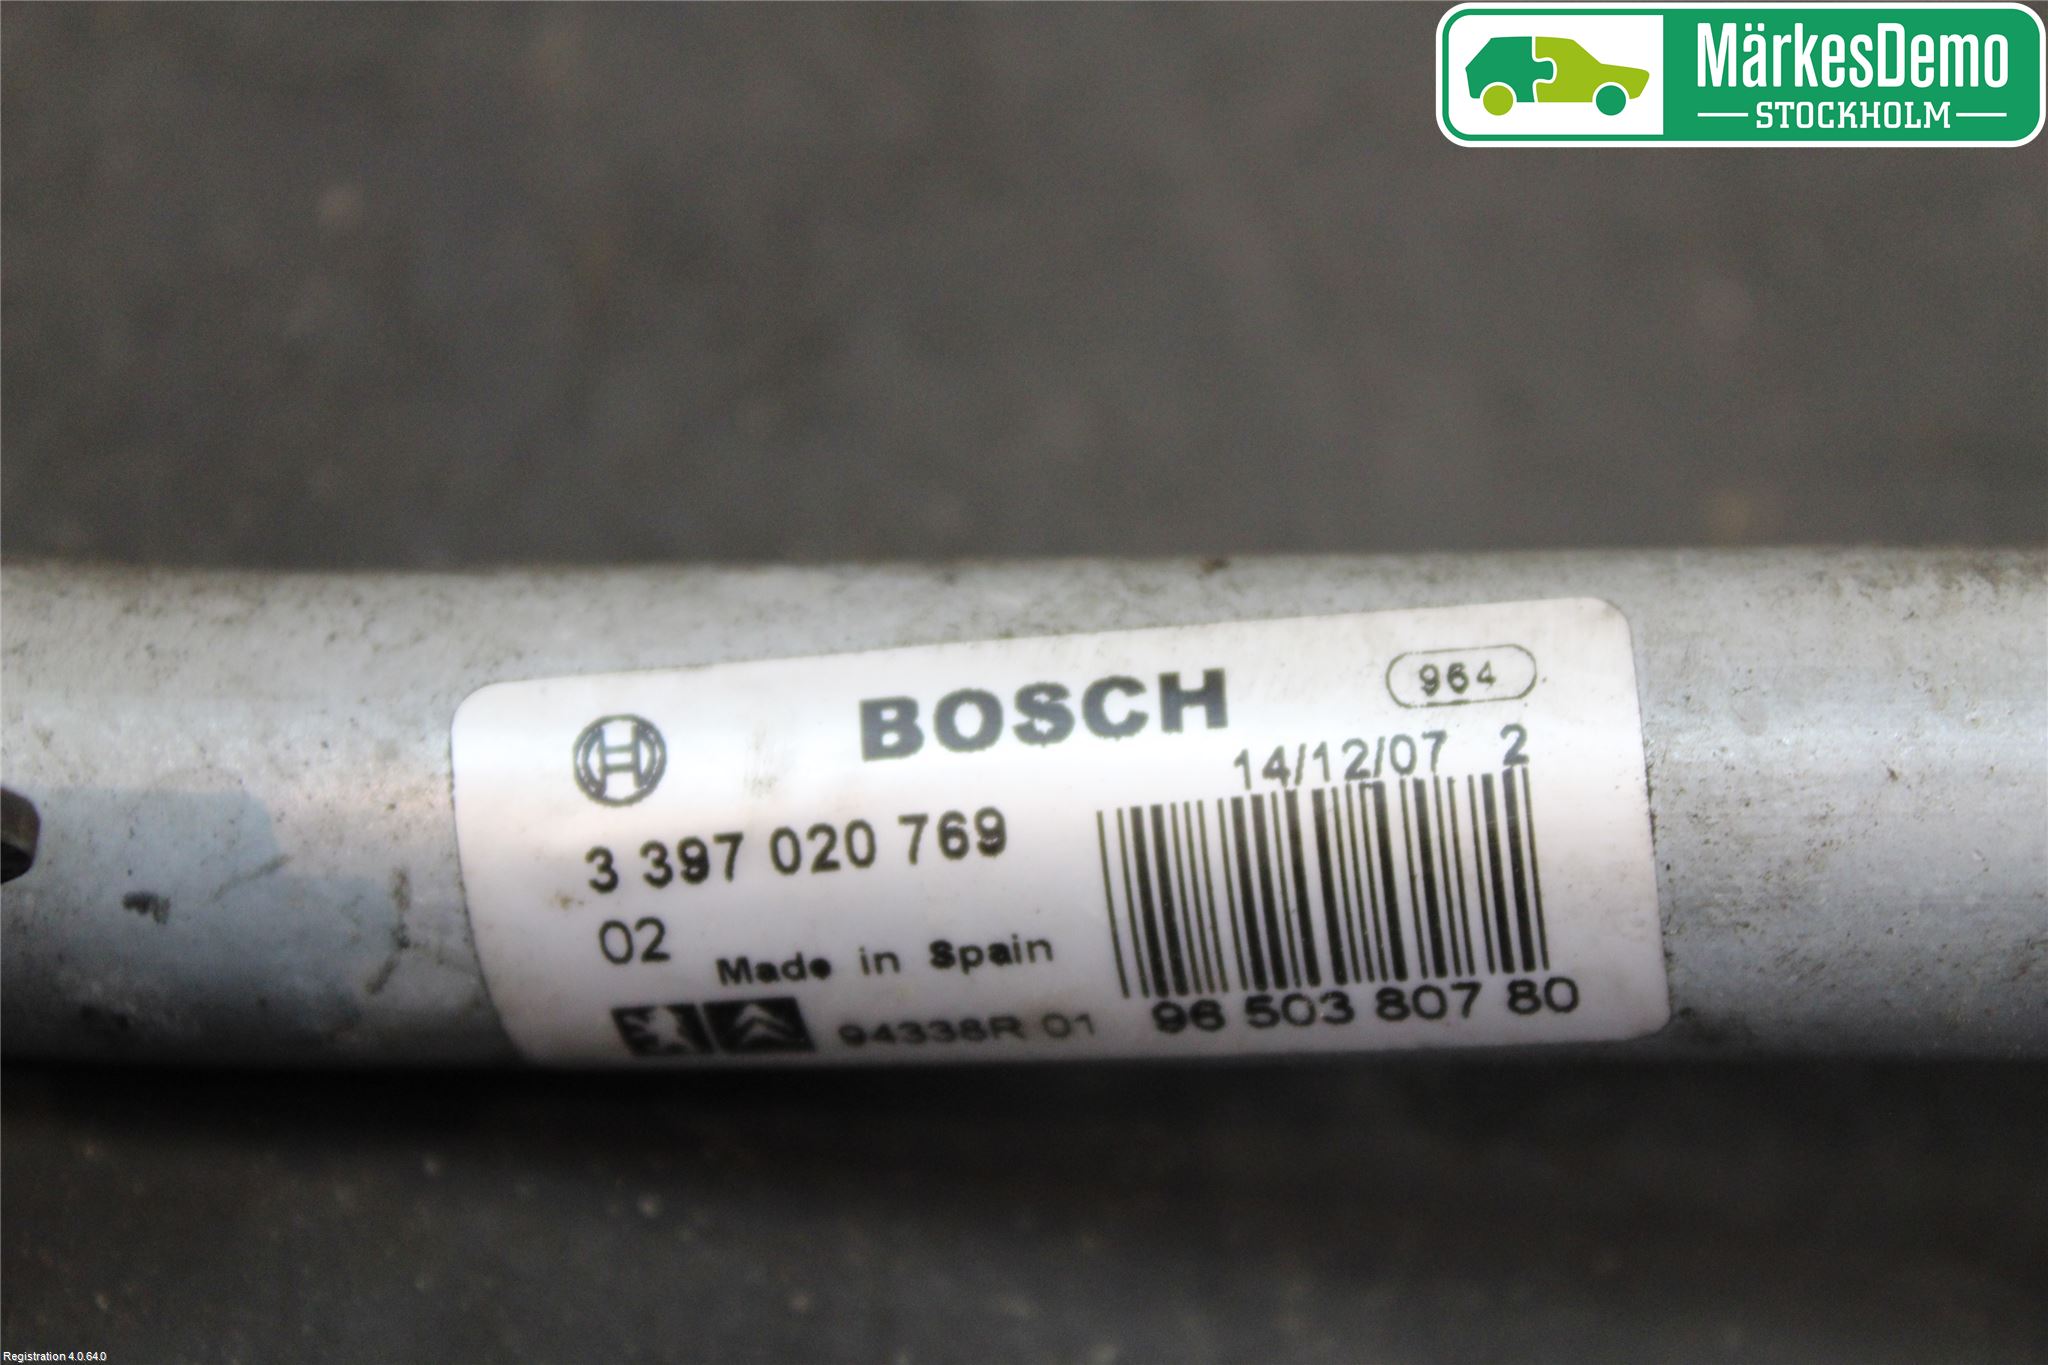 MärkesDemo
STOCKHOLM
BOSCH
964
14/12/07 2
3 397 020 769
02
Made in Spain
94338R 01
96 503 807 80
Registration 4.0.64.0